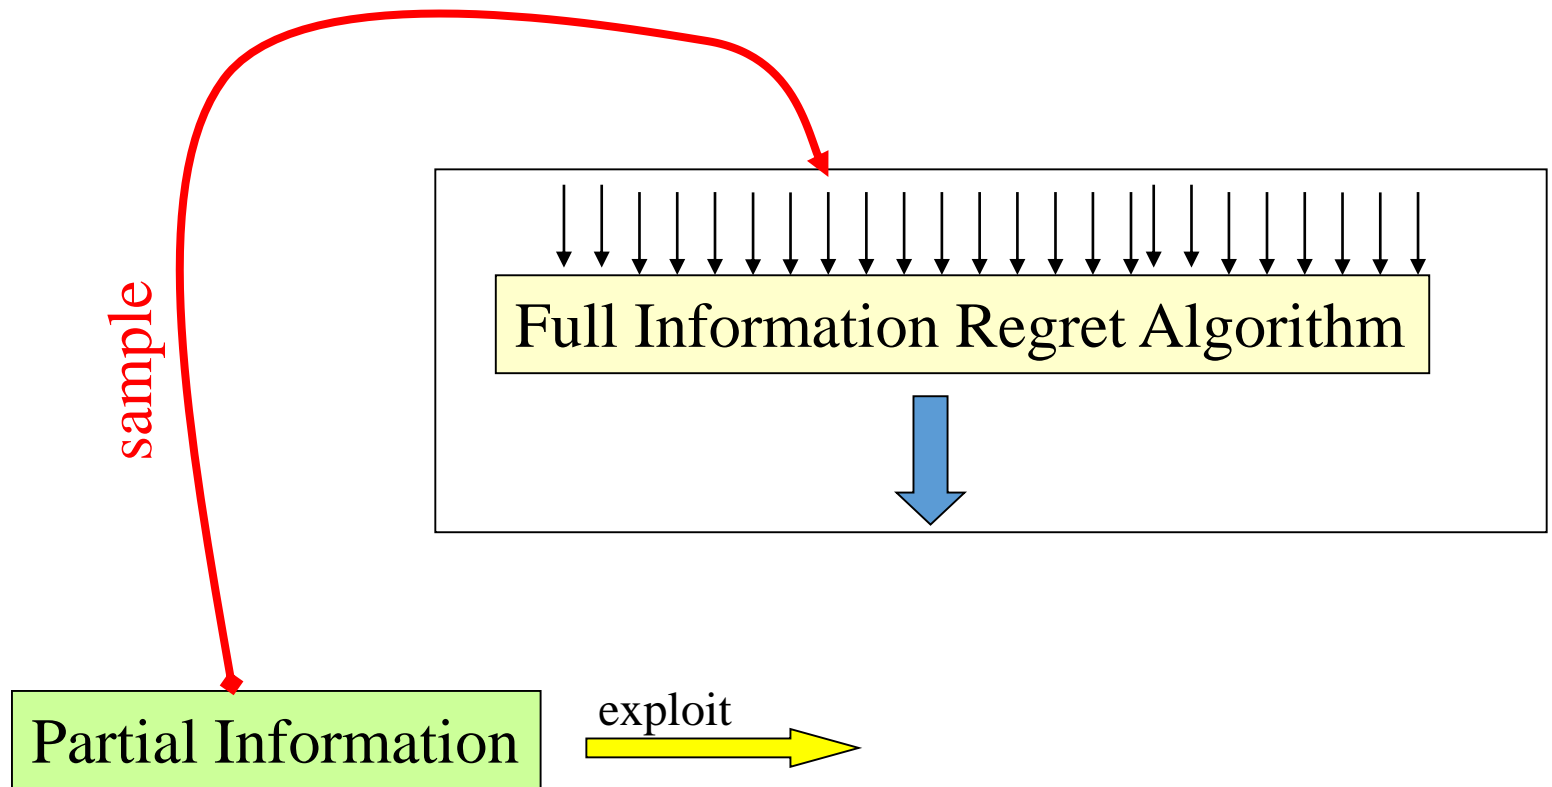 sample
Full Information Regret Algorithm
exploit
Partial Information